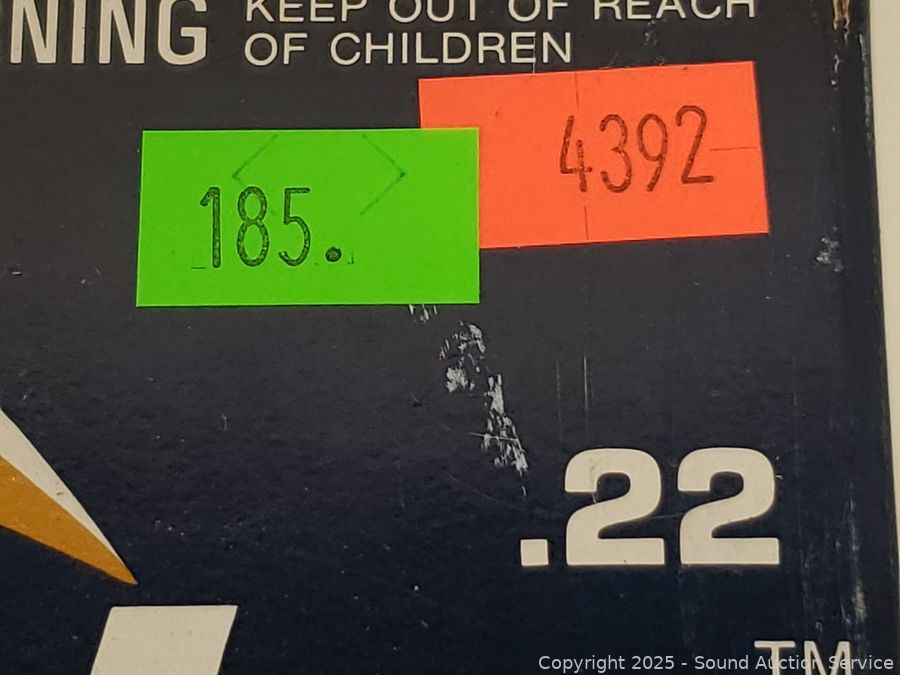 NING KEEP OUT OF REACH
OF CHILDREN
4392
185.
.22
TM
Copyright 2025 - Sound Auction Service